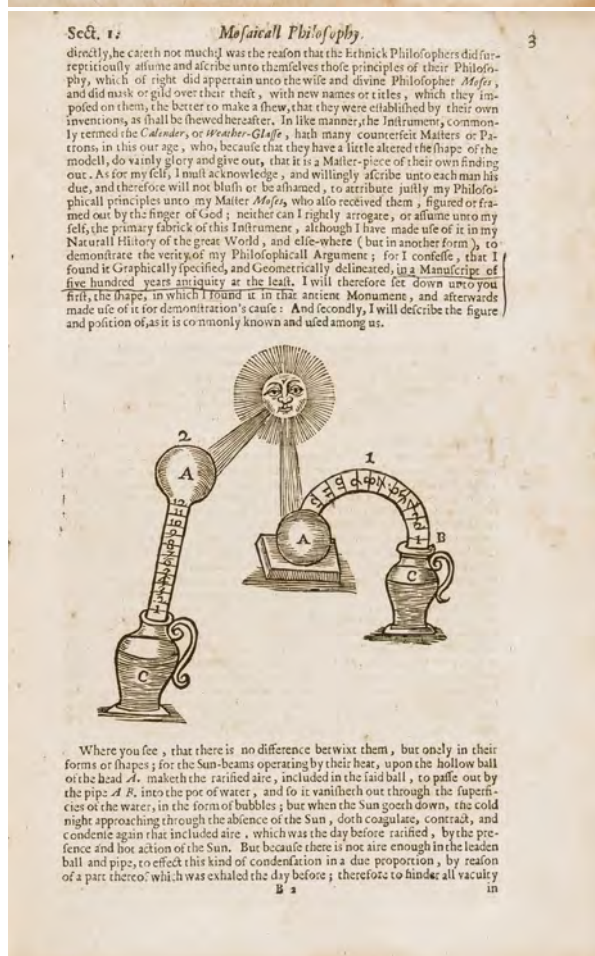 Sect. 1. Mosaicall Philosophy. 3
directly, he careth not much; I was the reason that the Ethnick Philosophers did sur-
reptitiously assume and ascribe unto themselves those principles of their Philoso-
phy, which of right did appertain unto the wise and divine Philosopher Moses,
and did mask or gild over their theft, with new names or titles, which they im-
posed on them, the better to make a shew, that they were established by their own
inventions, as shall be shewed hereafter. In like manner, the Instrument, common-
ly termed the Calender, or Weather-Glasse, hath many counterfeit Masters or Pa-
trons, in this our age, who, because that they have a little altered the shape of the
modell, do vainly glory and give out, that it is a Master-piece of their own finding
out. As for my self, I must acknowledge, and willingly ascribe unto each man his
due, and therefore will not blush or be ashamed, to attribute justly my Philoso-
phicall principles unto my Master Moses, who also received them, figured or fra-
med out by the finger of God; neither can I rightly arrogate, or assume unto my
self, the primary fabrick of this Instrument, although I have made use of it in my
Naturall History of the great World, and else-where (but in another form), to
demonstrate the verity of my Philosophicall Argument; for I confesse, that I
found it Graphically specified, and Geometrically delineated, in a Manuscript of
five hundred years antiquity at the least. I will therefore set down unto you
first, the shape, in which I found it in that antient Monument, and afterwards
made use of it for demonstration's cause: And secondly, I will describe the figure
and position of, as it is commonly known and used among us.
2
1
A
A
B
C
C
Where you see, that there is no difference betwixt them, but onely in their
forms or shapes; for the Sun-beams operating by their heat, upon the hollow ball
of the head A. maketh the rarified aire, included in the said ball, to passe out by
the pipe A B. into the pot of water, and so it vanisheth out through the superfi-
cies of the water, in the form of bubbles; but when the Sun goeth down, the cold
night approaching through the absence of the Sun, doth coagulate, contract, and
condense again that included aire, which was the day before rarified, by the pre-
sence and hot action of the Sun. But because there is not aire enough in the leaden
ball and pipe, to effect this kind of condensation in a due proportion, by reason
of a part thereof which was exhaled the day before; therefore to hinder all vacuity
B 2 in